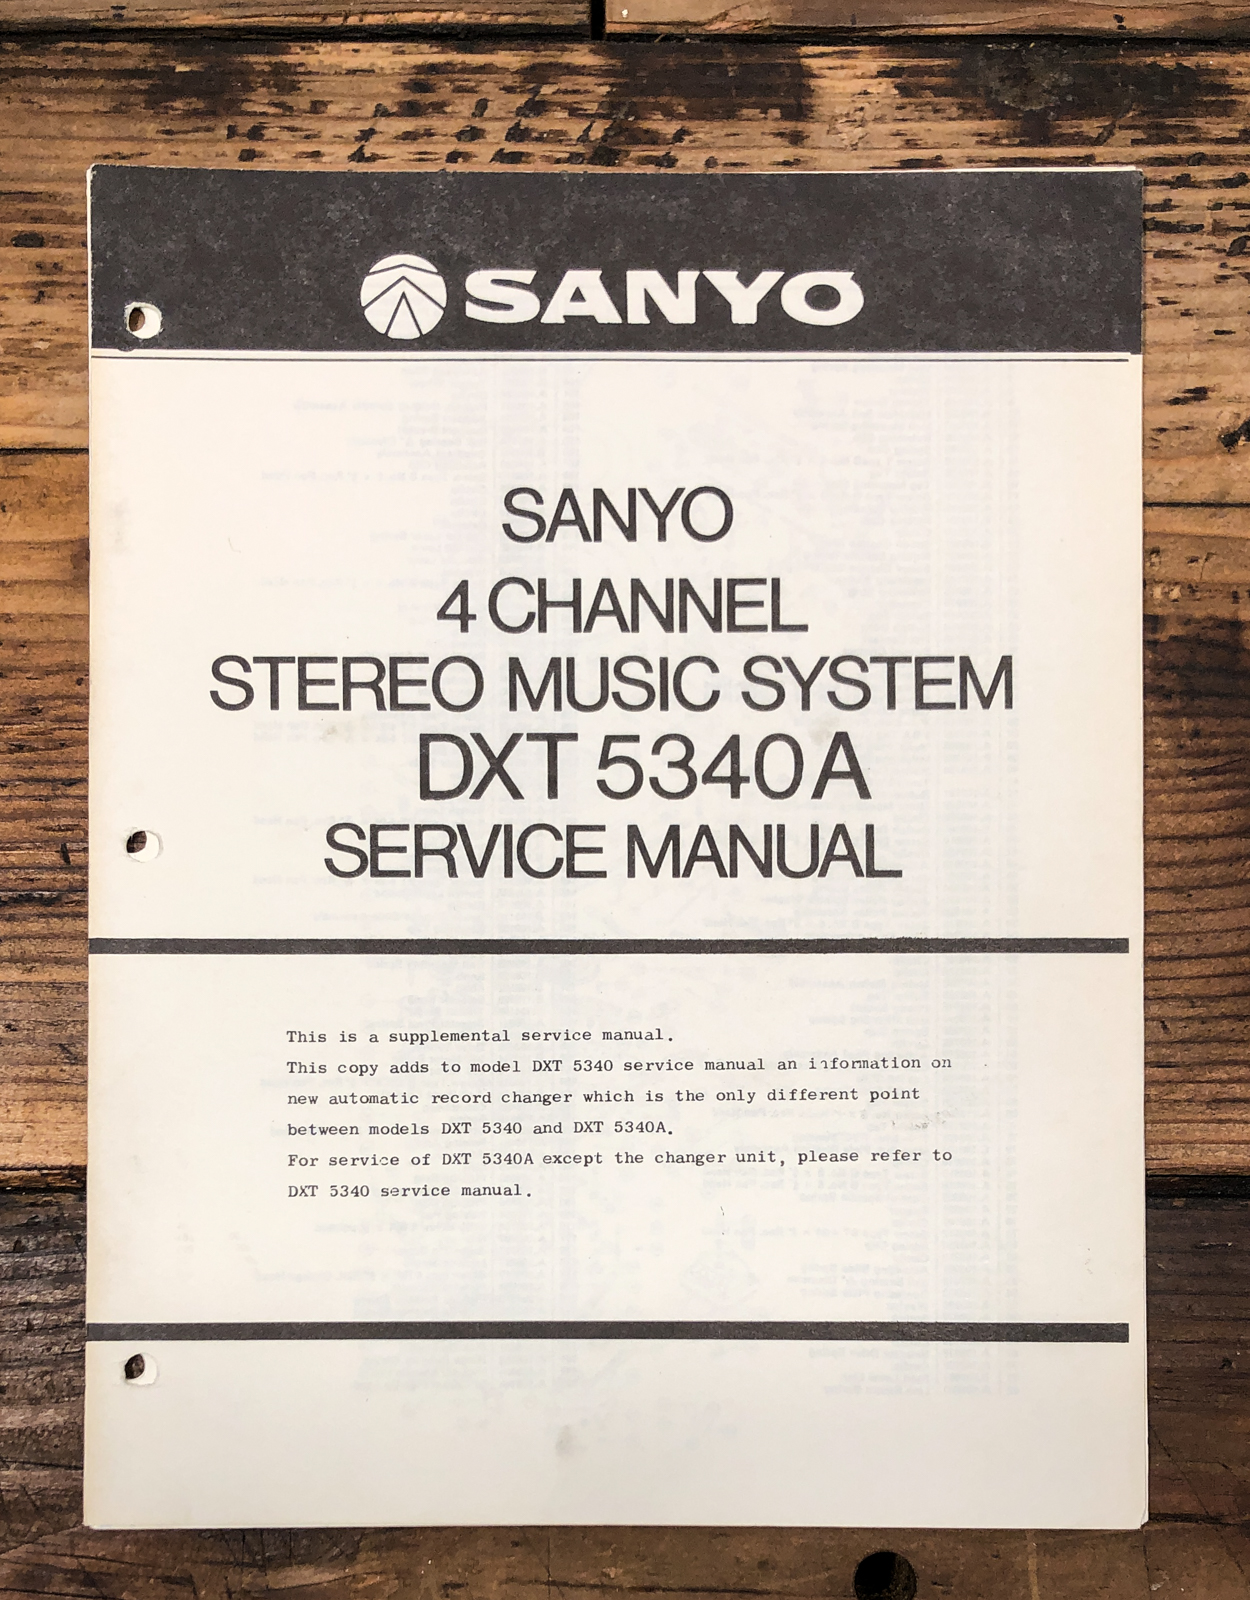 SANYO
SANYO
4 CHANNEL
STEREO MUSIC SYSTEM
DXT 5340A
SERVICE MANUAL
This is a supplemental service manual.
This copy adds to model DXT 5340 service manual an information on
new automatic record changer which is the only different point
between models DXT 5340 and DXT 5340A.
For service of DXT 5340A except the changer unit, please refer to
DXT 5340 service manual.